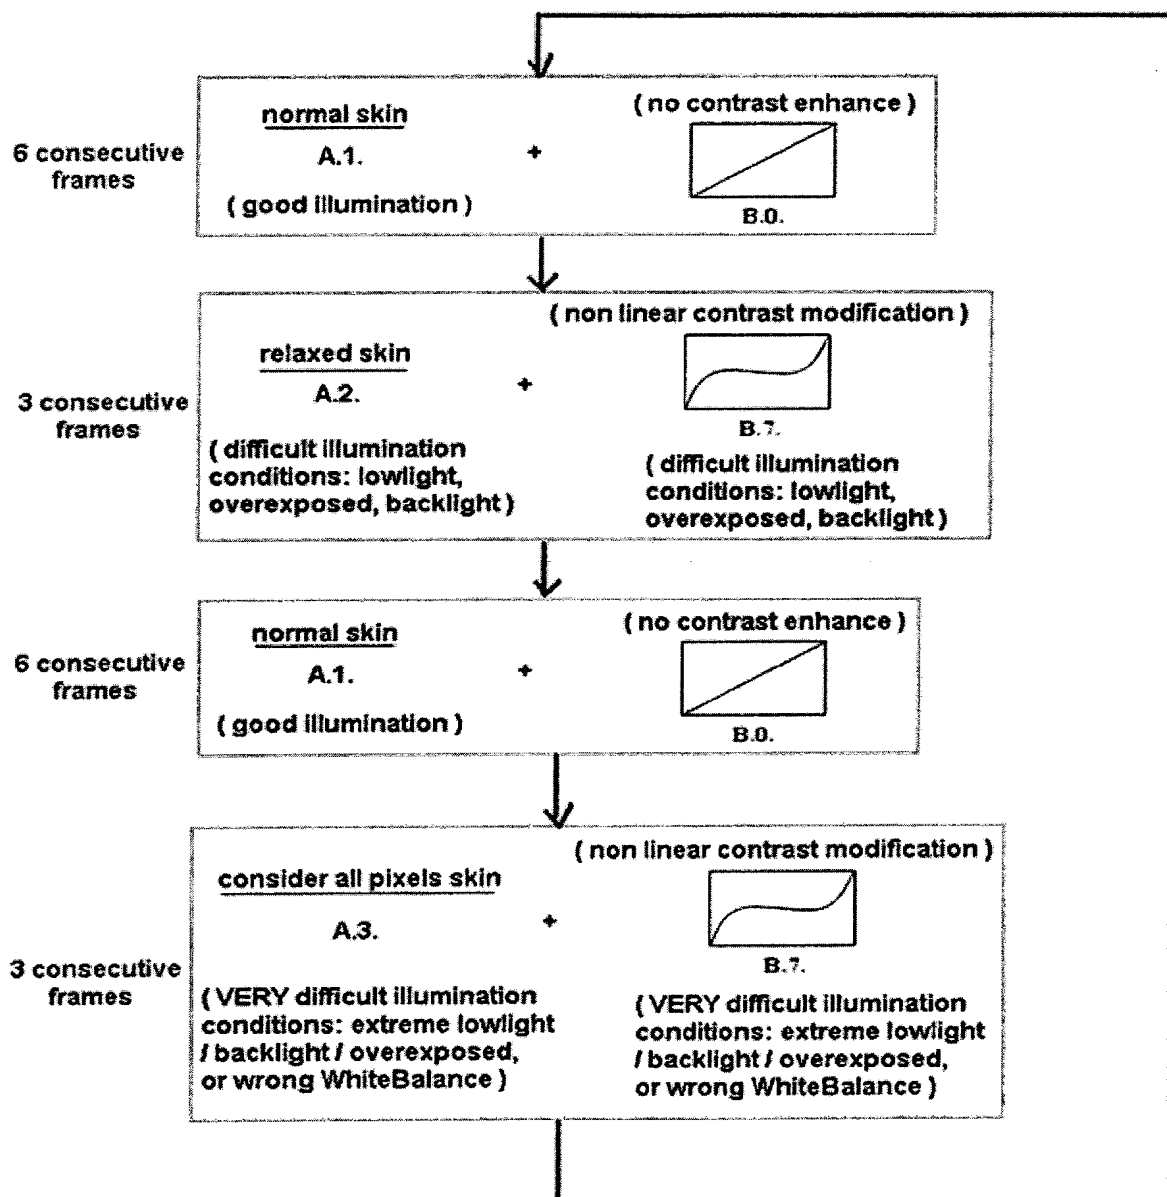 normal skin
( no contrast enhance )
6 consecutive
frames
A.1.
+
( good illumination )
B.0.
( non linear contrast modification )
relaxed skin
3 consecutive
frames
A.2.
+
B.7.
( difficult illumination
conditions: lowlight,
overexposed, backlight )
( difficult illumination
conditions: lowlight,
overexposed, backlight )
normal skin
( no contrast enhance )
6 consecutive
frames
A.1.
+
( good illumination )
B.0.
( non linear contrast modification )
consider all pixels skin
A.3.
+
3 consecutive
frames
B.7.
( VERY difficult illumination
conditions: extreme lowlight
/ backlight / overexposed,
or wrong WhiteBalance )
( VERY difficult illumination
conditions: extreme lowlight
/ backlight / overexposed,
or wrong WhiteBalance )